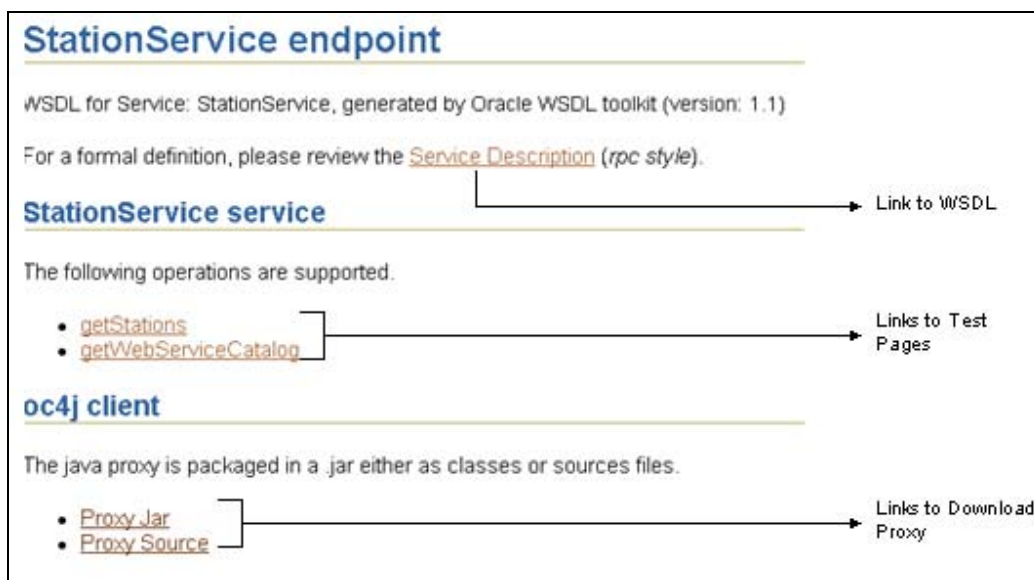 StationService endpoint
WSDL for Service: StationService, generated by Oracle WSDL toolkit (version: 1.1)
For a formal definition, please review the Service Description (rpc style).
Link to WSDL
StationService service
The following operations are supported.
• getStations
• getWebServiceCatalog
Links to Test
Pages
oc4j client
The java proxy is packaged in a .jar either as classes or sources files.
• Proxy Jar
• Proxy Source
Links to Download
Proxy